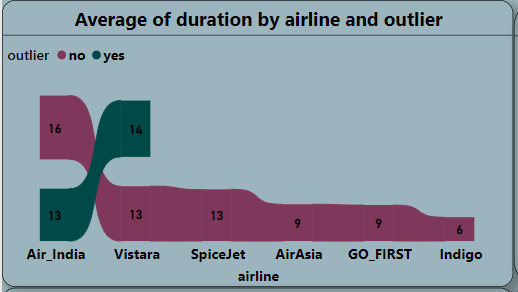 Average of duration by airline and outlier
outlier no yes
16
14
13
13
13
9
9
6
Air_India Vistara SpiceJet AirAsia GO_FIRST Indigo
airline